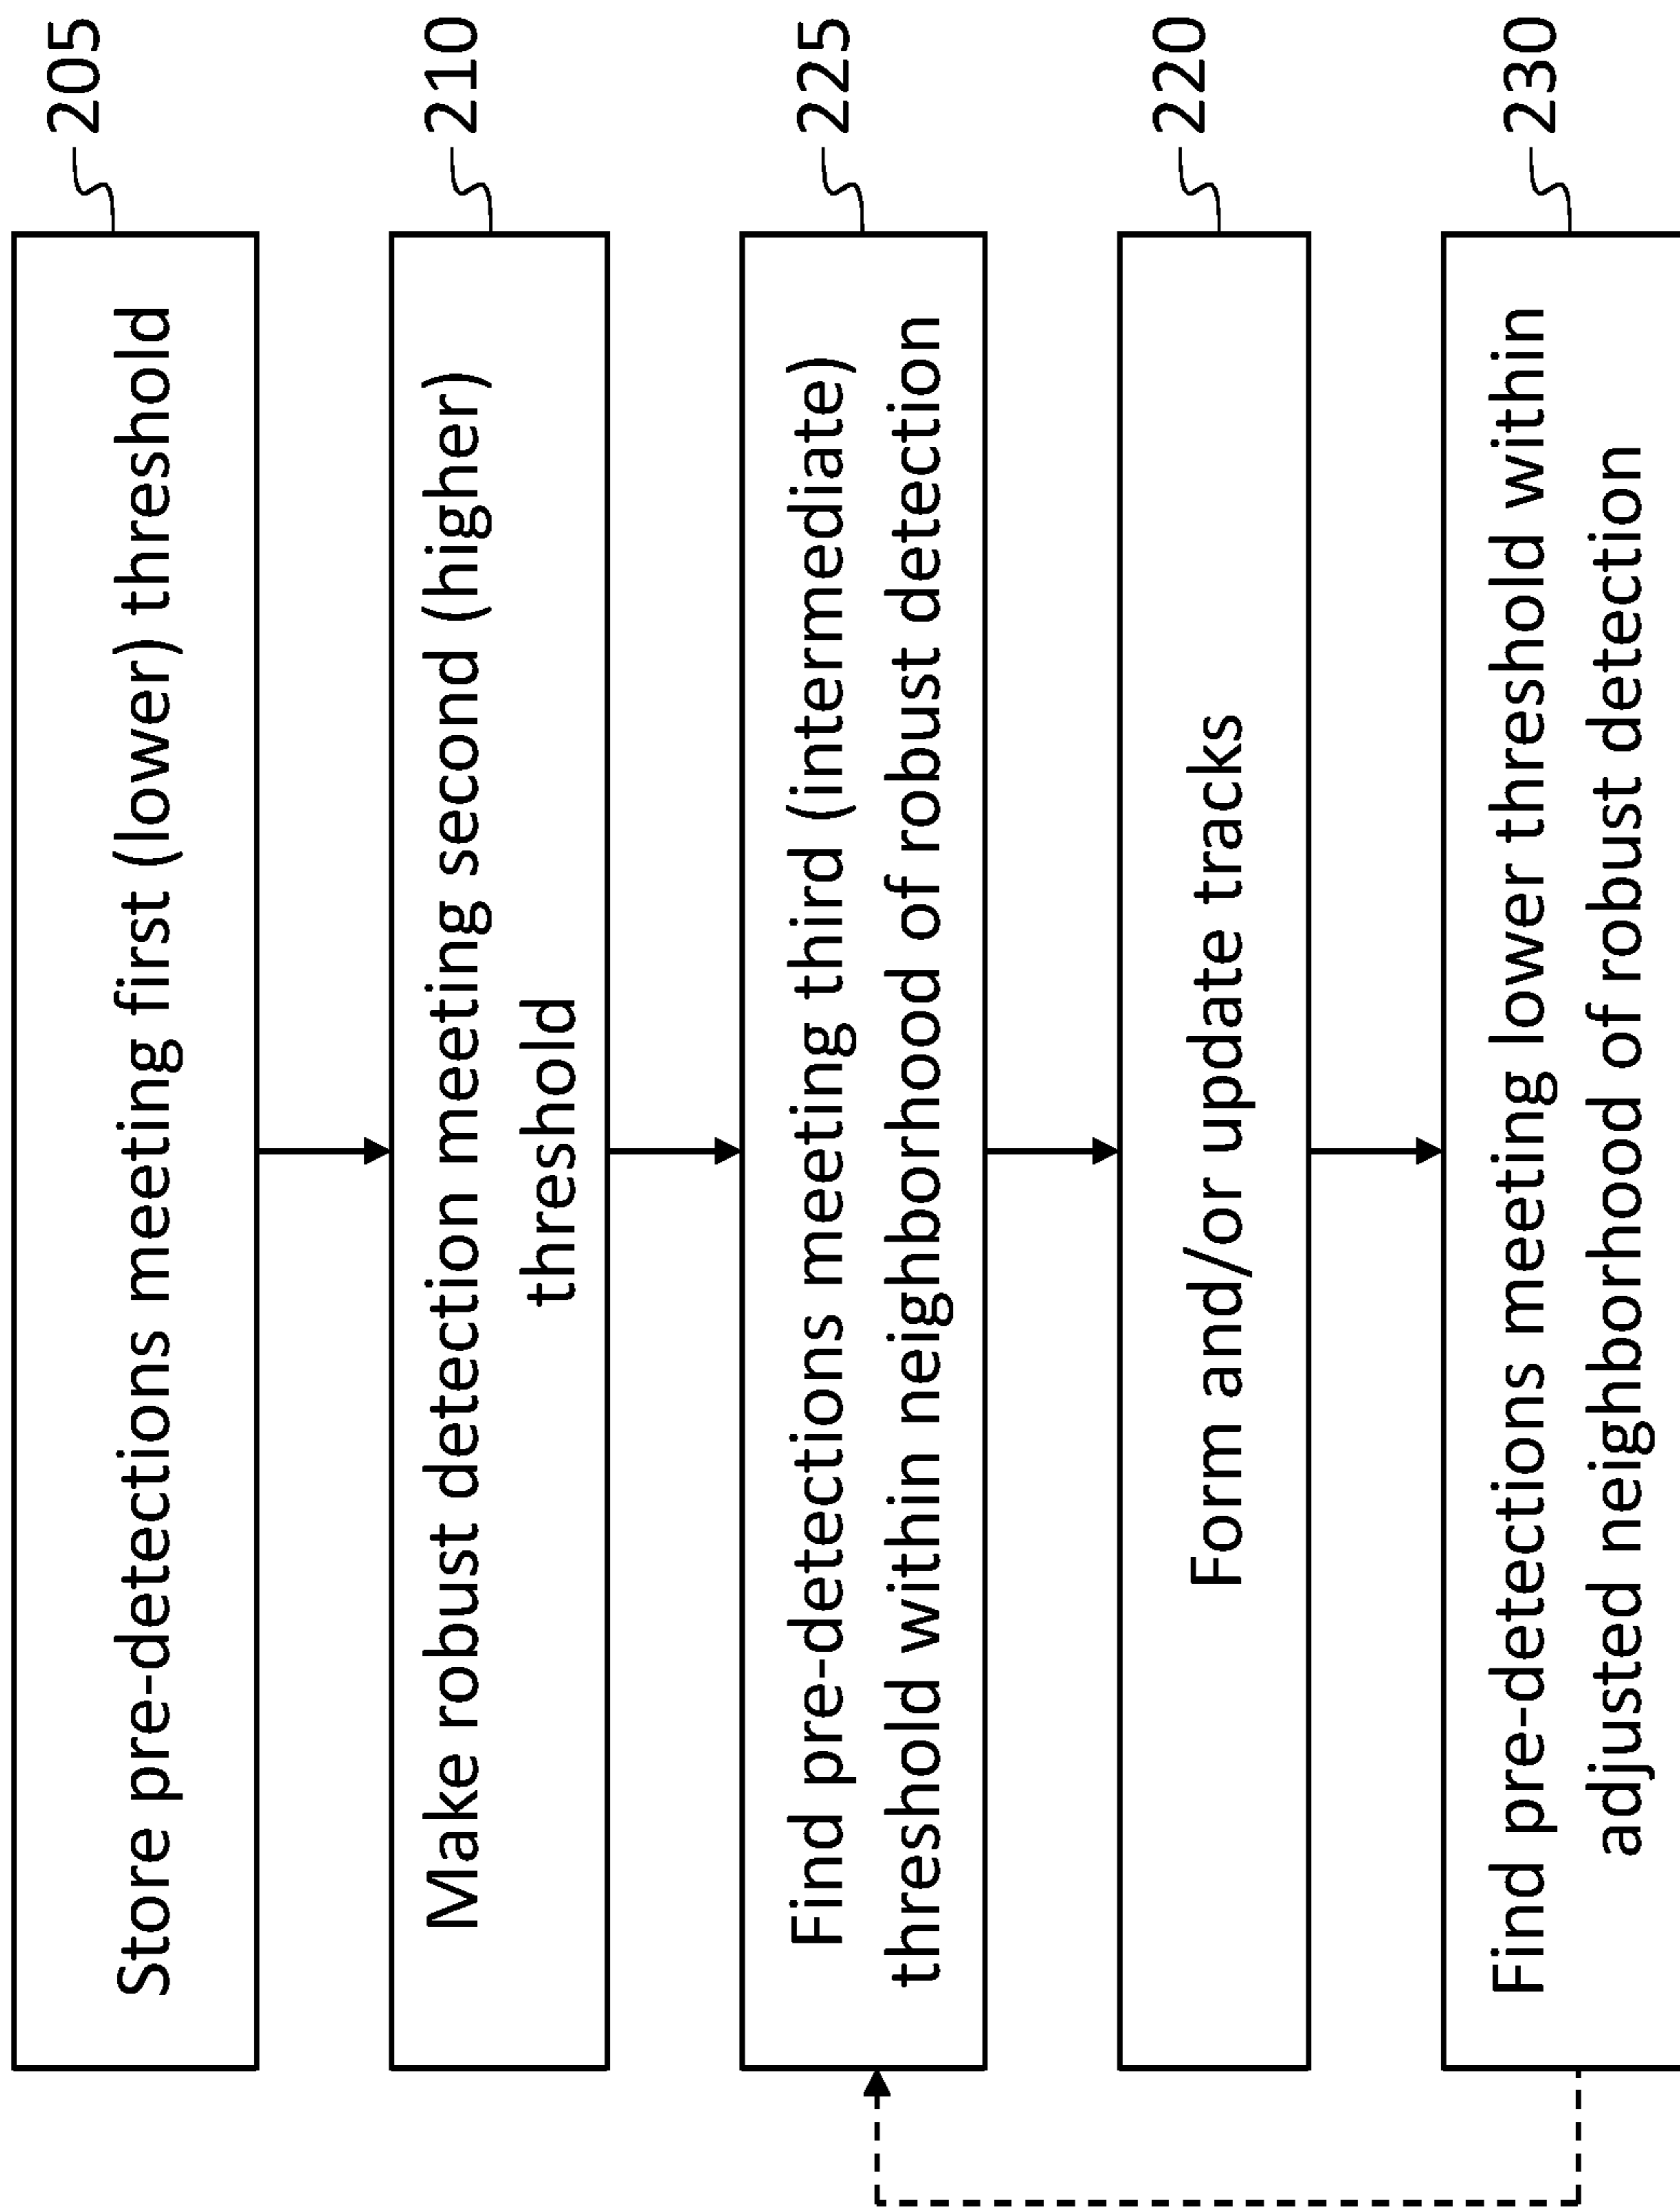 Store pre-detections meeting first (lower) threshold
205
Make robust detection meeting second (higher)
threshold
210
Find pre-detections meeting third (intermediate)
threshold within neighborhood of robust detection
225
Form and/or update tracks
220
Find pre-detections meeting lower threshold within
adjusted neighborhood of robust detection
230